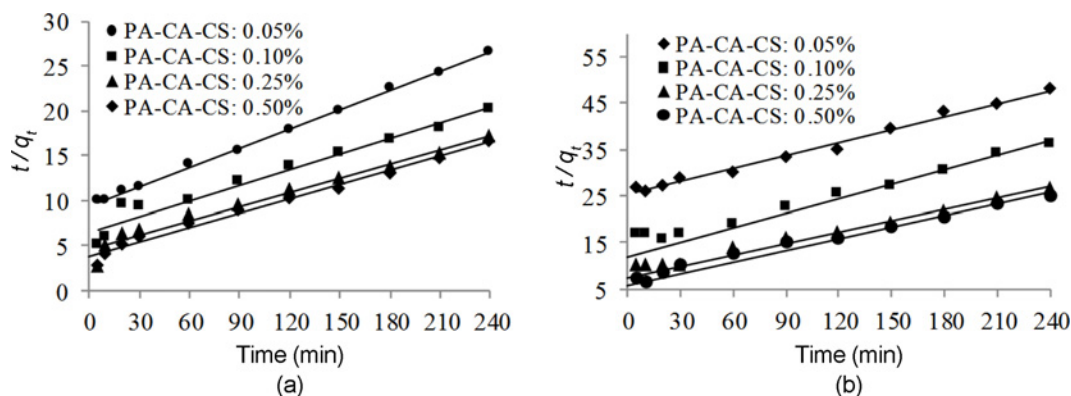 30
25
20
15
10
5
0
t/qt
PA-CA-CS: 0.05%
PA-CA-CS: 0.10%
PA-CA-CS: 0.25%
PA-CA-CS: 0.50%
0 30 60 90 120 150 180 210 240
Time (min)
(a)
55
45
35
25
15
5
t/qt
PA-CA-CS: 0.05%
PA-CA-CS: 0.10%
PA-CA-CS: 0.25%
PA-CA-CS: 0.50%
0 30 60 90 120 150 180 210 240
Time (min)
(b)